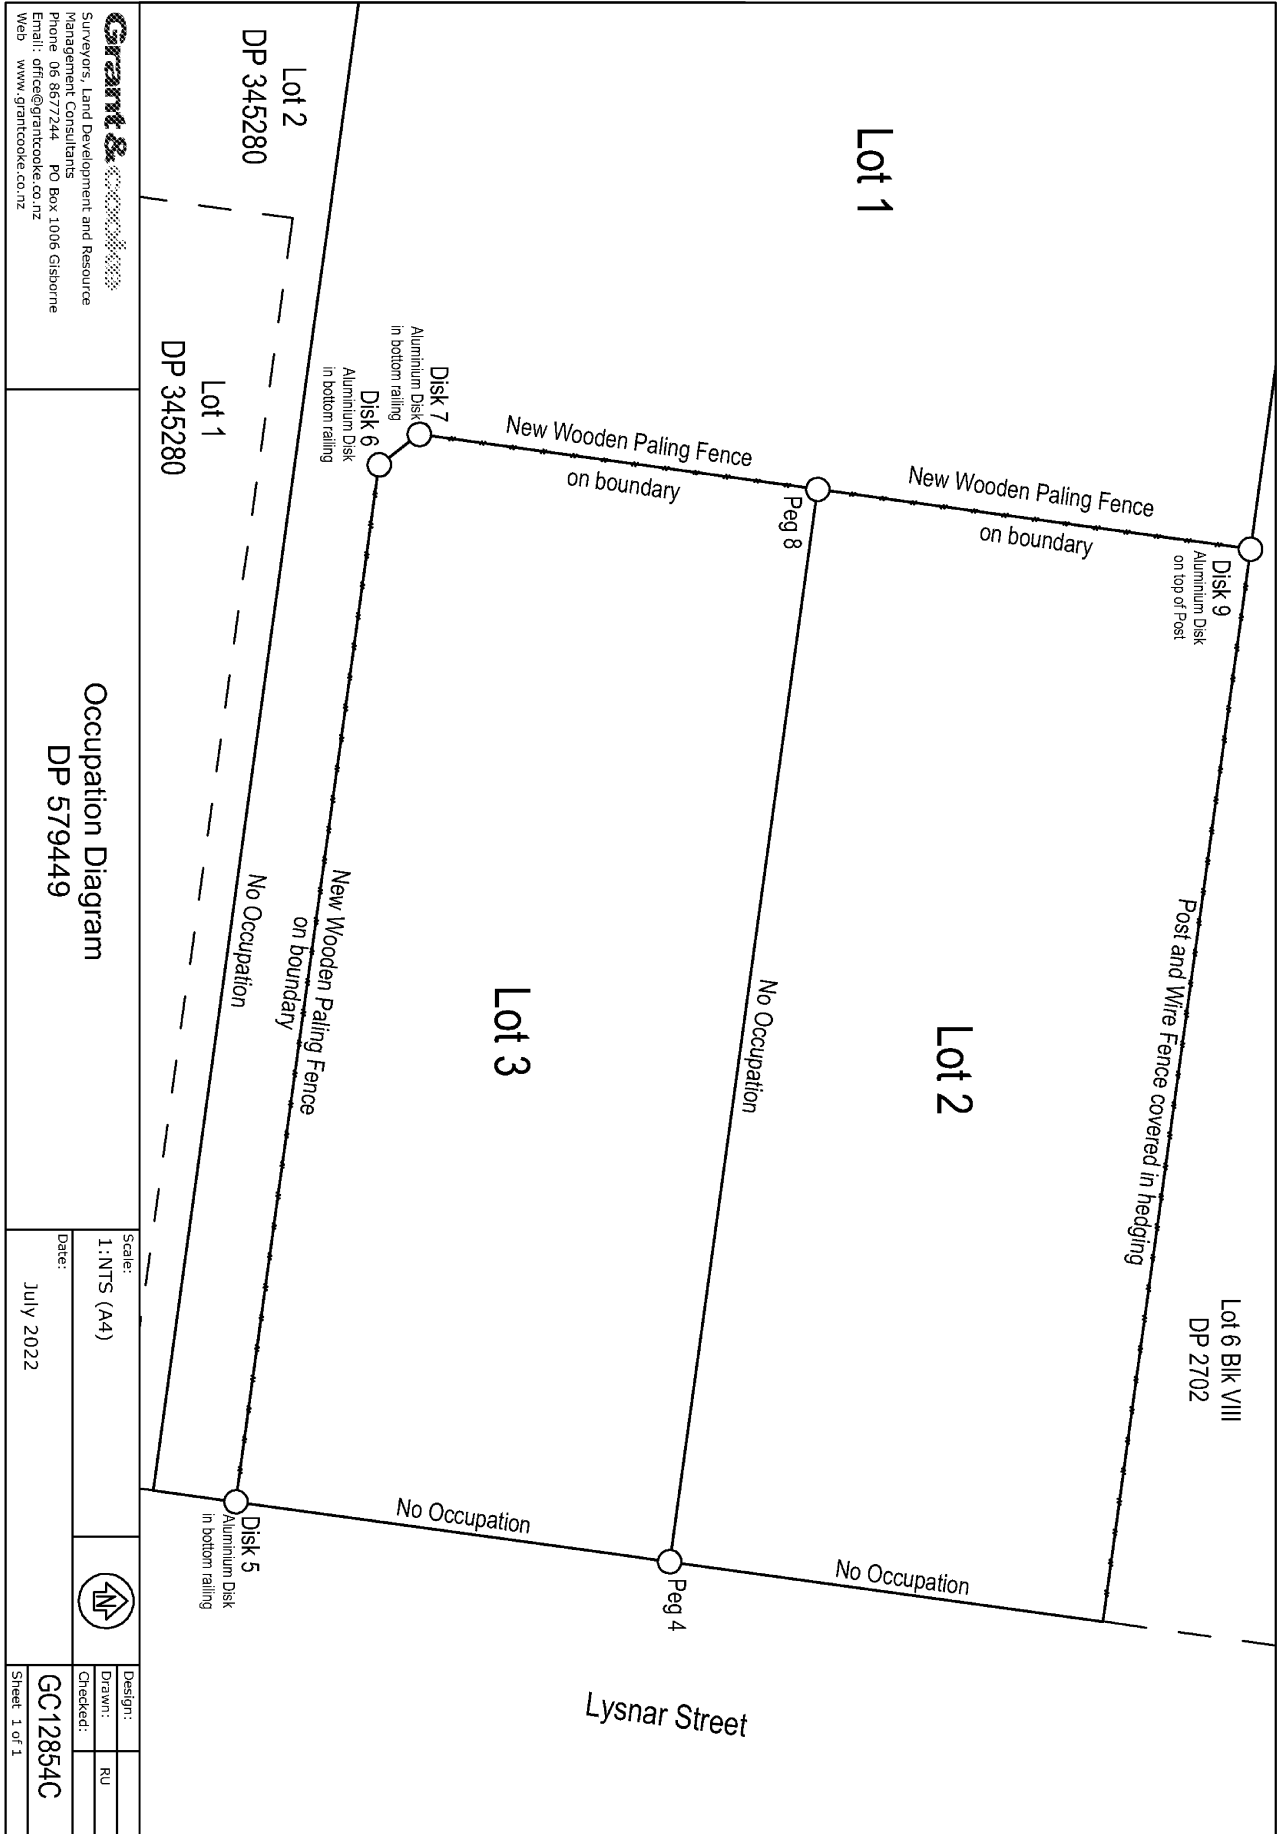 Lot 1
Lot 2
DP 345280
Lot 1
DP 345280
Disk 7
Aluminium Disk
in bottom railing
Disk 6
Aluminium Disk
in bottom railing
New Wooden Paling Fence
on boundary
Peg 8
New Wooden Paling Fence
on boundary
Disk 9
Aluminium Disk
on top of Post
Post and Wire Fence covered in hedging
Lot 6 Blk VIII
DP 2702
Lot 2
No Occupation
Lot 3
New Wooden Paling Fence
on boundary
No Occupation
Disk 5
Aluminium Disk
in bottom railing
No Occupation
Peg 4
No Occupation
Lysnar Street
Grant & cooke
Surveyors, Land Development and Resource
Management Consultants
Phone 06 8677244 PO Box 1006 Gisborne
Email: office@grantcooke.co.nz
Web www.grantcooke.co.nz
Occupation Diagram
DP 579449
Scale:
1:NTS (A4)
Date:
July 2022
N
Design:
Drawn: RU
Checked:
GC12854C
Sheet 1 of 1